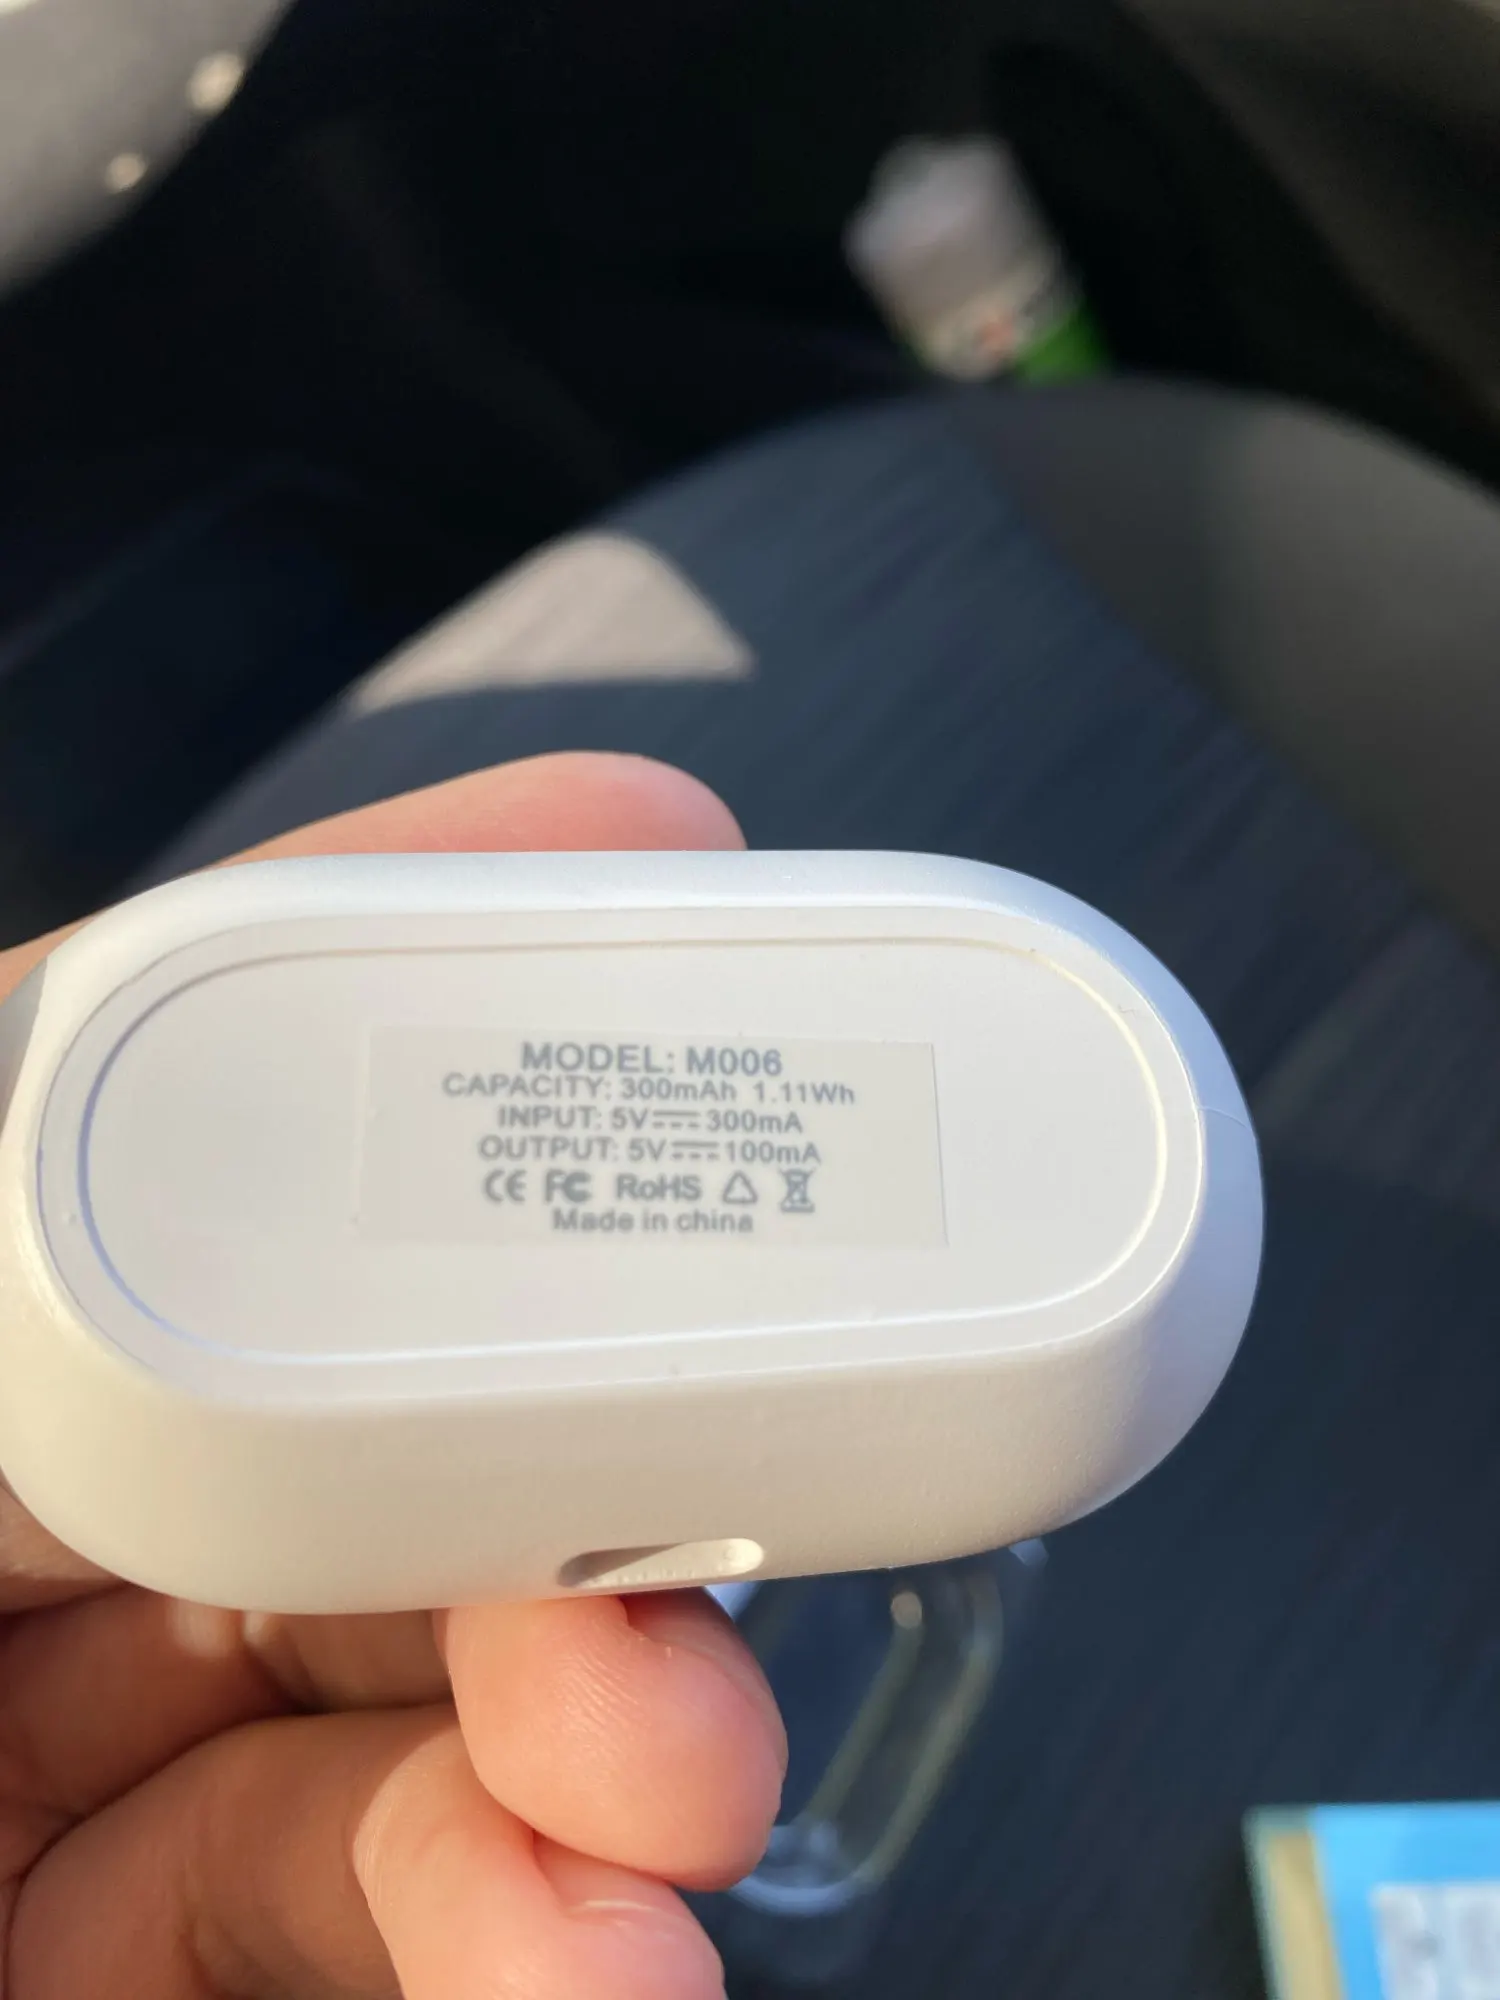 MODEL: M006
CAPACITY: 300mAh 1.11Wh
INPUT: 5V⎓300mA
OUTPUT: 5V⎓100mA
CE FC RoHS
Made in china